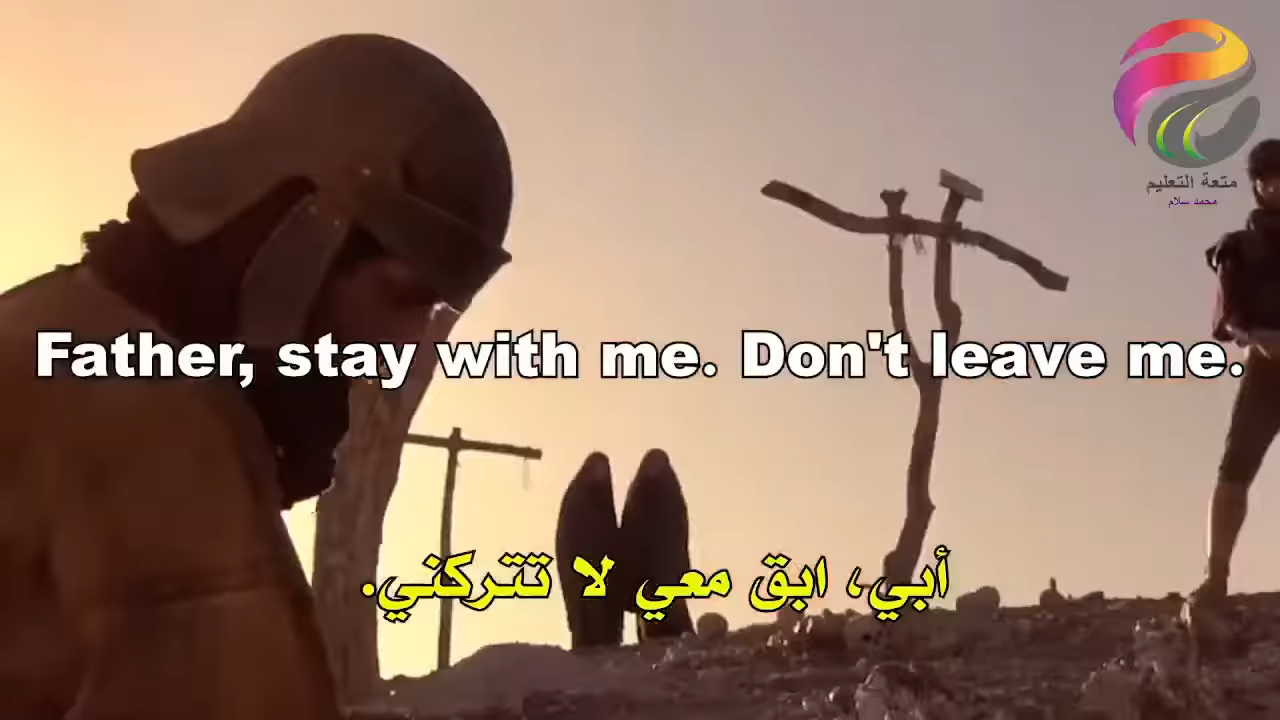 متعة التعليم
محمد سلام
Father, stay with me. Don't leave me.
أبي، ابق معي لا تتركني.